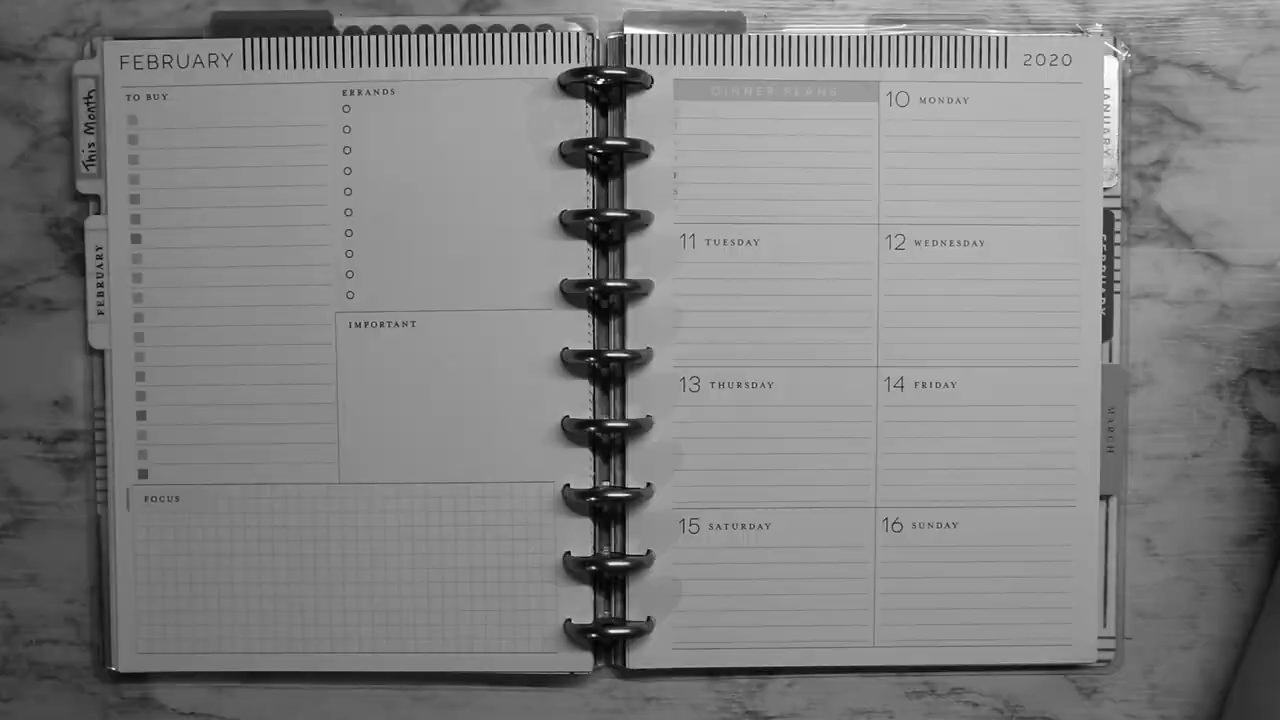 FEBRUARY
This Month
FEBRUARY
TO BUY
ERRANDS
IMPORTANT
FOCUS
2020
DINNER PLANS
10 MONDAY
11 TUESDAY
12 WEDNESDAY
13 THURSDAY
14 FRIDAY
15 SATURDAY
16 SUNDAY
JANUARY
FEBRUARY
MARCH